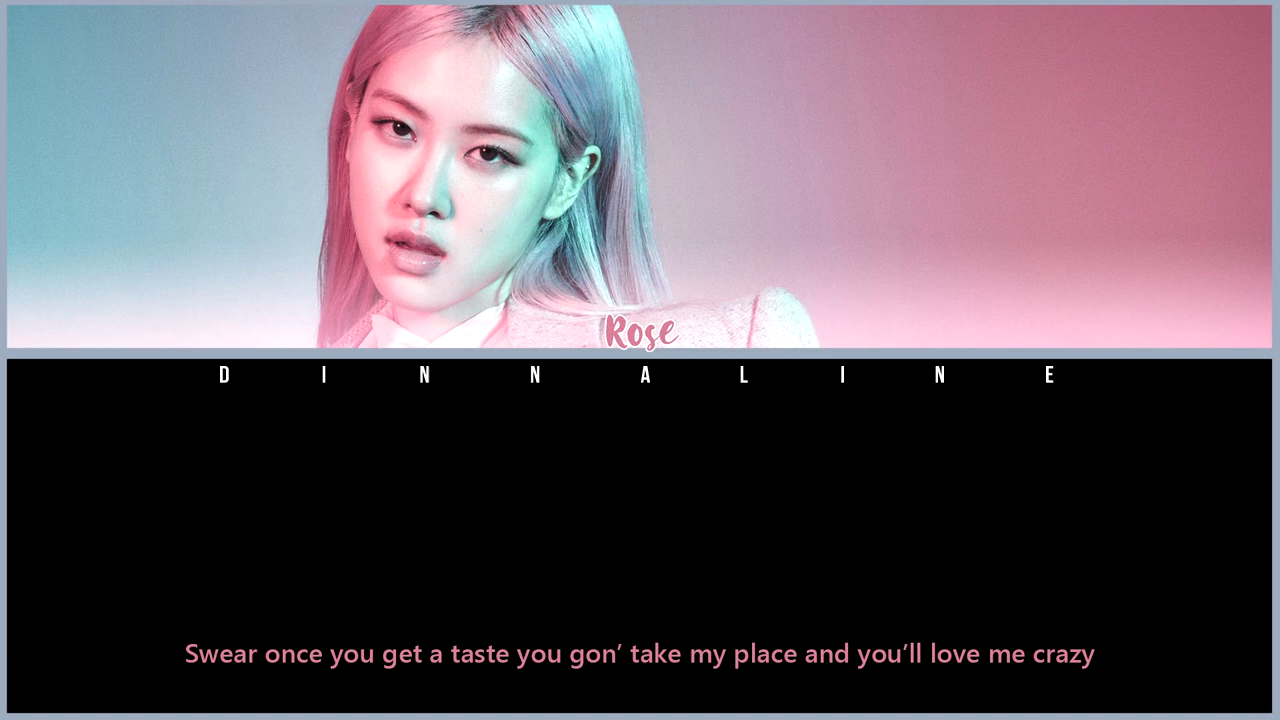 Rose
D I N N A L I N E
Swear once you get a taste you gon’ take my place and you’ll love me crazy